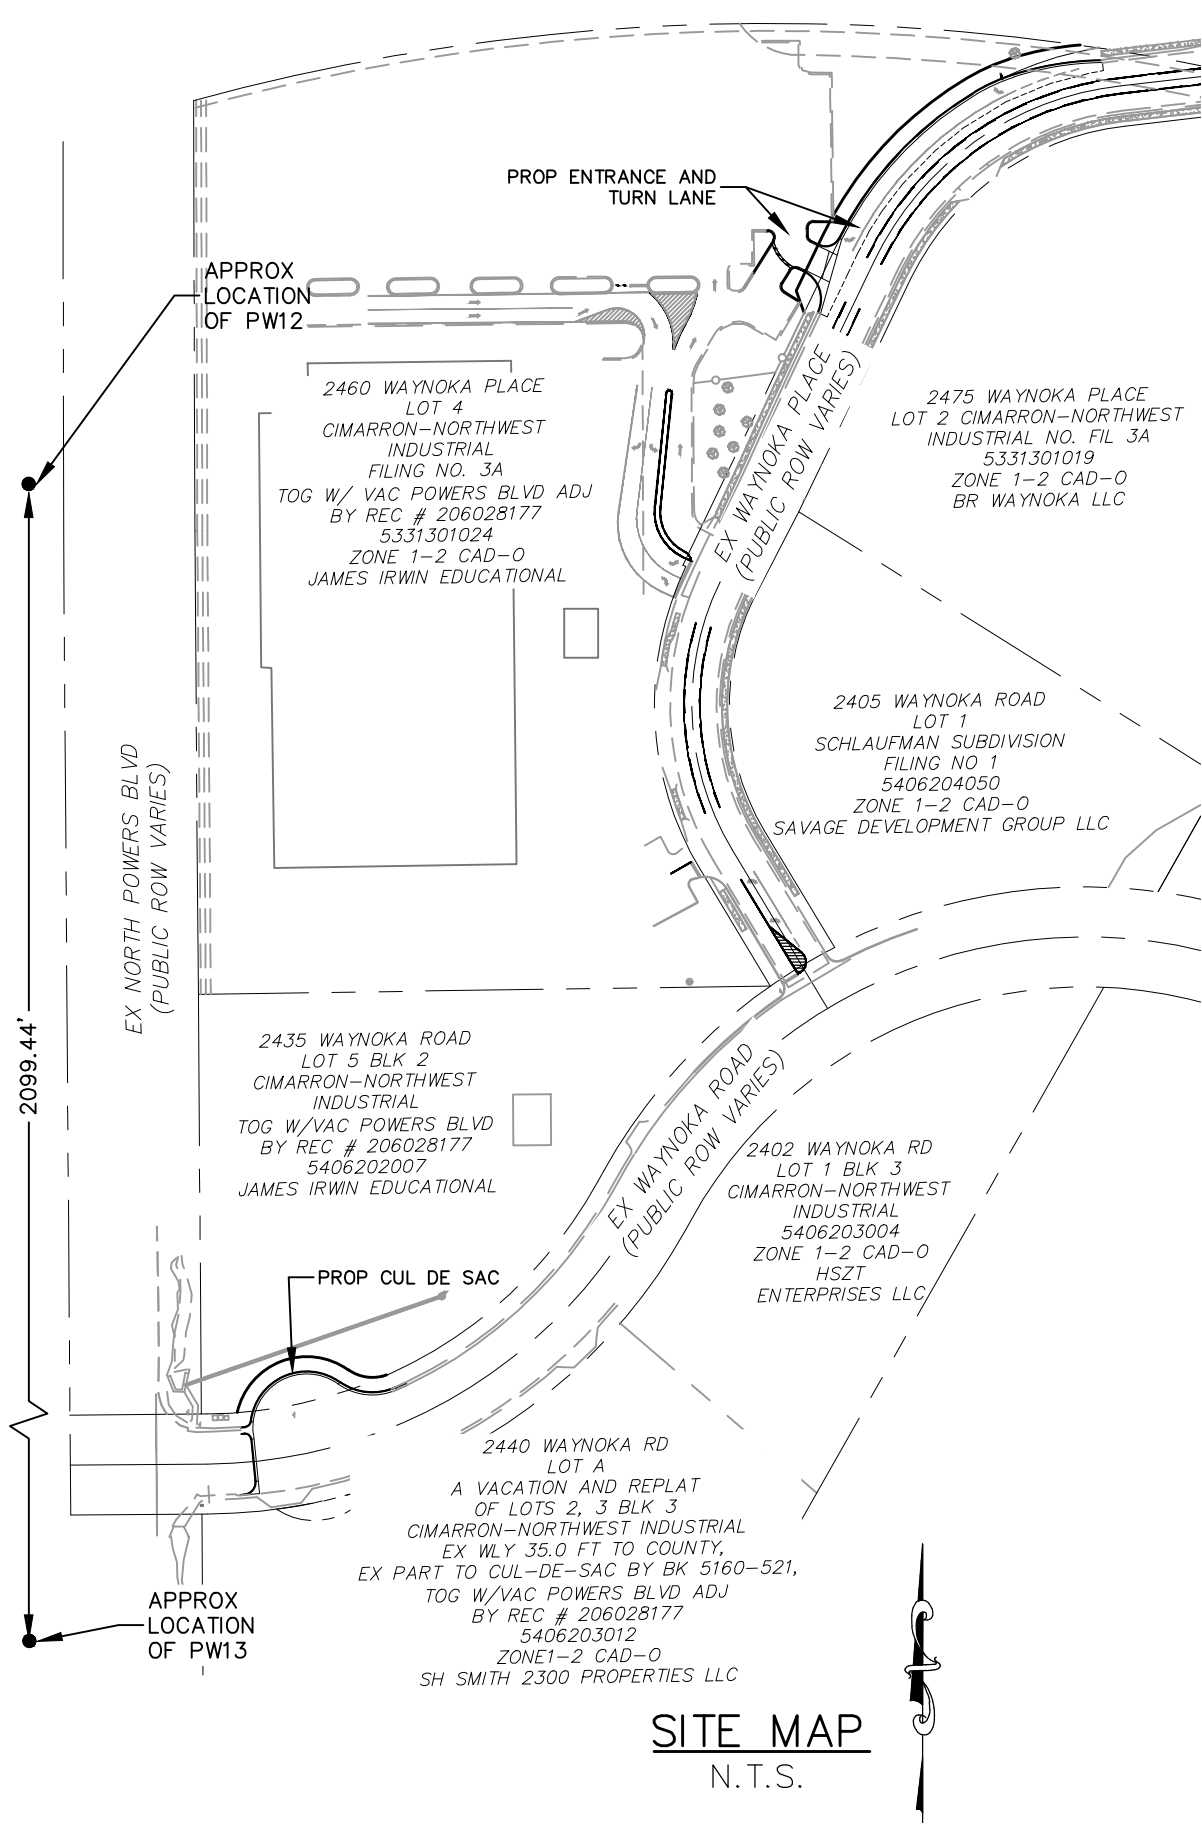 PROP ENTRANCE AND
TURN LANE
APPROX
LOCATION
OF PW12
2460 WAYNOKA PLACE
LOT 4
CIMARRON-NORTHWEST
INDUSTRIAL
FILING NO. 3A
TOG W/ VAC POWERS BLVD ADJ
BY REC # 206028177
5331301024
ZONE 1-2 CAD-O
JAMES IRWIN EDUCATIONAL
EX WAYNOKA PLACE
(PUBLIC ROW VARIES)
2475 WAYNOKA PLACE
LOT 2 CIMARRON-NORTHWEST
INDUSTRIAL NO. FIL 3A
5331301019
ZONE 1-2 CAD-O
BR WAYNOKA LLC
2405 WAYNOKA ROAD
LOT 1
SCHLAUFMAN SUBDIVISION
FILING NO 1
5406204050
ZONE 1-2 CAD-O
SAVAGE DEVELOPMENT GROUP LLC
EX NORTH POWERS BLVD
(PUBLIC ROW VARIES)
2099.44'
2435 WAYNOKA ROAD
LOT 5 BLK 2
CIMARRON-NORTHWEST
INDUSTRIAL
TOG W/VAC POWERS BLVD
BY REC # 206028177
5406202007
JAMES IRWIN EDUCATIONAL
EX WAYNOKA ROAD
(PUBLIC ROW VARIES)
2402 WAYNOKA RD
LOT 1 BLK 3
CIMARRON-NORTHWEST
INDUSTRIAL
5406203004
ZONE 1-2 CAD-O
HSZT
ENTERPRISES LLC
PROP CUL DE SAC
2440 WAYNOKA RD
LOT A
A VACATION AND REPLAT
OF LOTS 2, 3 BLK 3
CIMARRON-NORTHWEST INDUSTRIAL
EX WLY 35.0 FT TO COUNTY,
EX PART TO CUL-DE-SAC BY BK 5160-521,
TOG W/VAC POWERS BLVD ADJ
BY REC # 206028177
5406203012
ZONE1-2 CAD-O
SH SMITH 2300 PROPERTIES LLC
APPROX
LOCATION
OF PW13
SITE MAP
N.T.S.